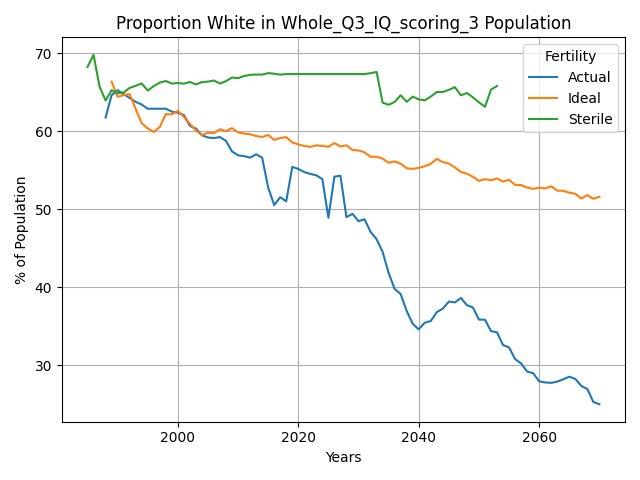 Proportion White in Whole_Q3_IQ_scoring_3 Population
Fertility
Actual
Ideal
Sterile
% of Population
70
60
50
40
30
2000
2020
2040
2060
Years